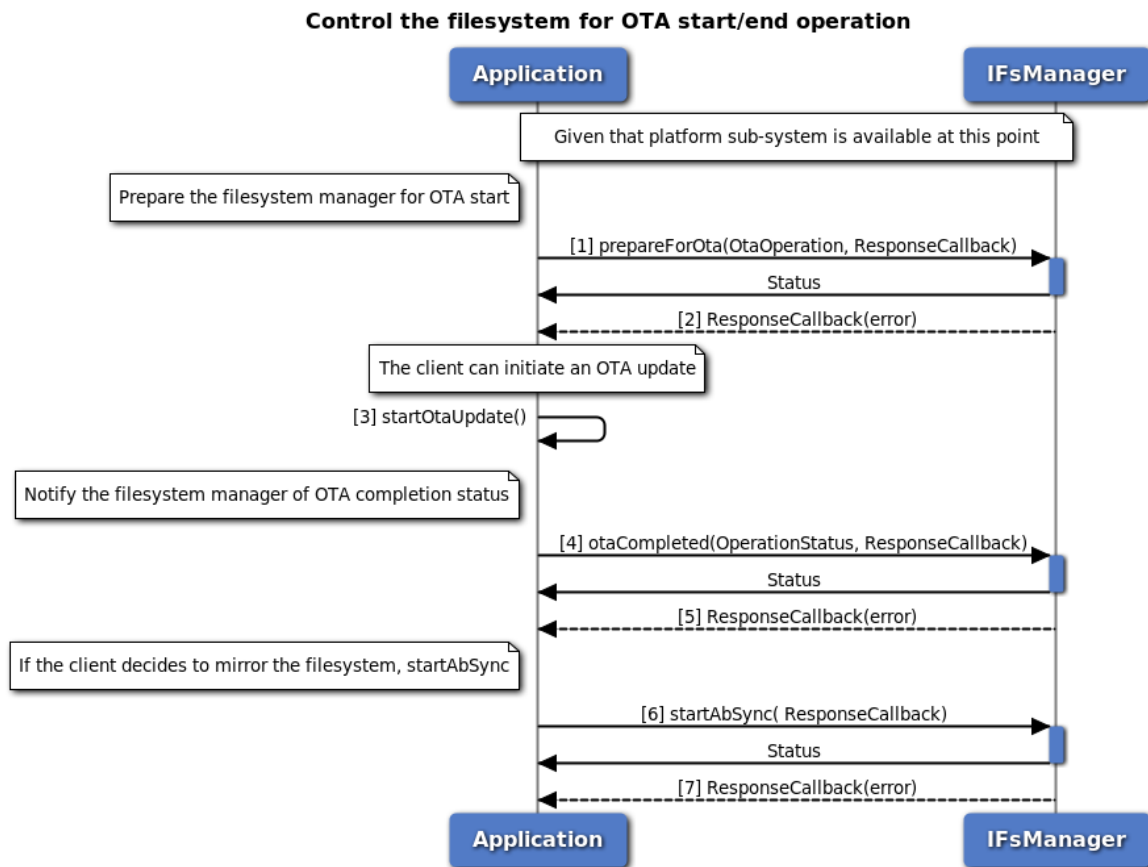 Control the filesystem for OTA start/end operation
Application
IFsManager
Given that platform sub-system is available at this point
Prepare the filesystem manager for OTA start
[1] prepareForOta(OtaOperation, ResponseCallback)
Status
[2] ResponseCallback(error)
The client can initiate an OTA update
[3] startOtaUpdate()
Notify the filesystem manager of OTA completion status
[4] otaCompleted(OperationStatus, ResponseCallback)
Status
[5] ResponseCallback(error)
If the client decides to mirror the filesystem, startAbSync
[6] startAbSync( ResponseCallback)
Status
[7] ResponseCallback(error)
Application
IFsManager